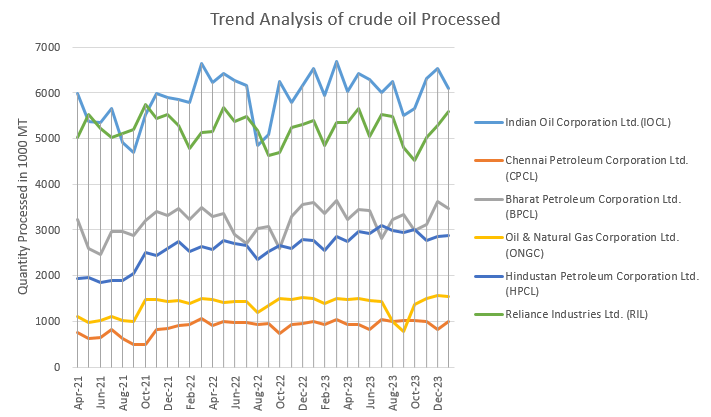 Trend Analysis of crude oil Processed
Quantity Processed in 1000 MT
7000
6000
5000
4000
3000
2000
1000
0
Apr-21
Jun-21
Aug-21
Oct-21
Dec-21
Feb-22
Apr-22
Jun-22
Aug-22
Oct-22
Dec-22
Feb-23
Apr-23
Jun-23
Aug-23
Oct-23
Dec-23
Indian Oil Corporation Ltd.(IOCL)
Chennai Petroleum Corporation Ltd.
(CPCL)
Bharat Petroleum Corporation Ltd.
(BPCL)
Oil & Natural Gas Corporation Ltd.
(ONGC)
Hindustan Petroleum Corporation Ltd.
(HPCL)
Reliance Industries Ltd. (RIL)